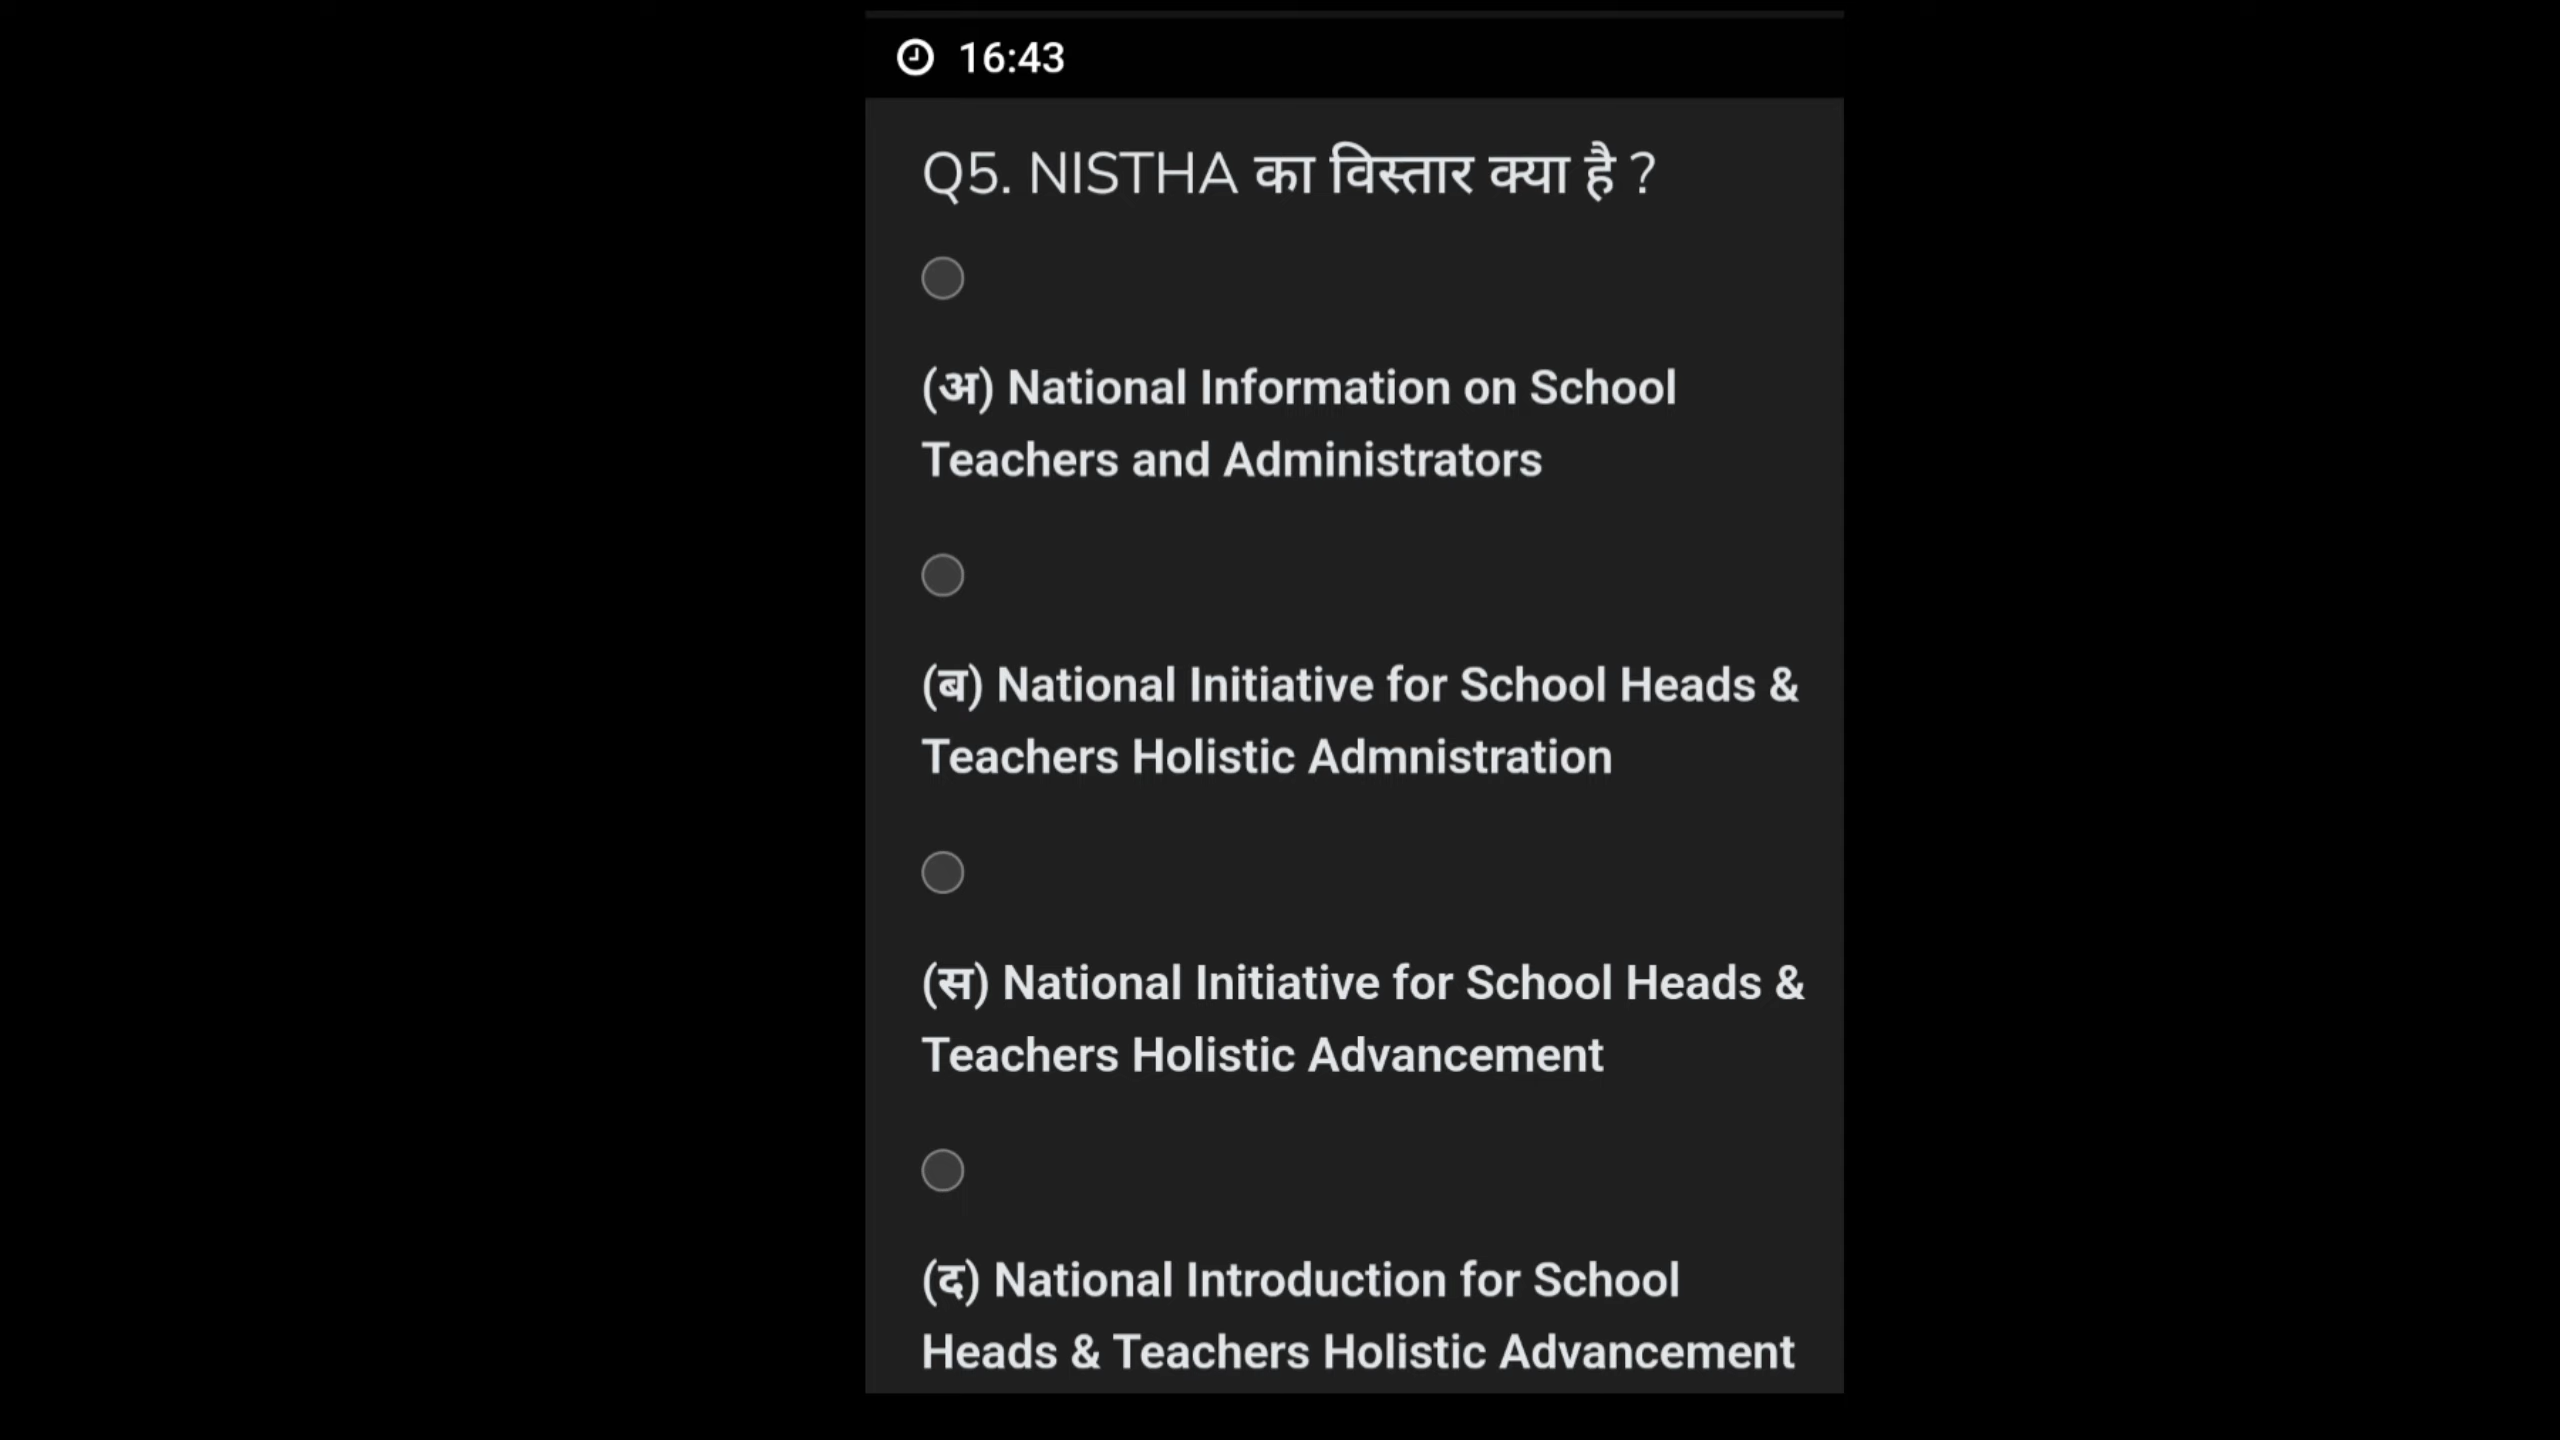 16:43
Q5. NISTHA का विस्तार क्या है ?
(अ) National Information on School
Teachers and Administrators
(ब) National Initiative for School Heads &
Teachers Holistic Admnistration
(स) National Initiative for School Heads &
Teachers Holistic Advancement
(द) National Introduction for School
Heads & Teachers Holistic Advancement